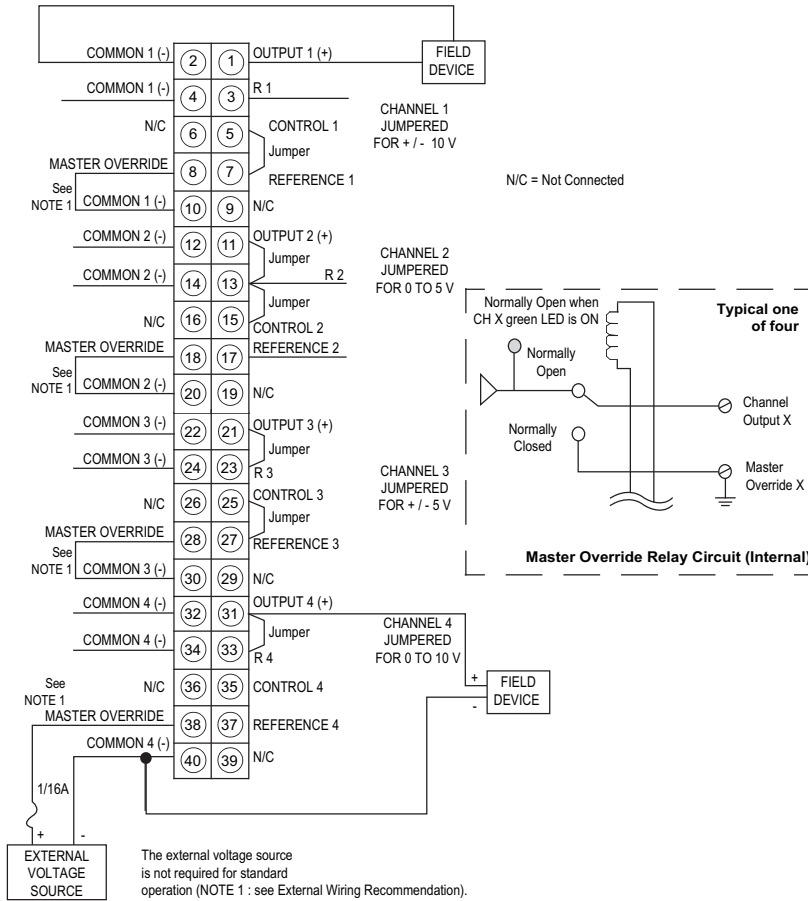 COMMON 1 (-) 2 1 OUTPUT 1 (+)
FIELD
DEVICE
COMMON 1 (-) 4 3 R 1
CHANNEL 1
JUMPERED
FOR + / - 10 V
N/C 6 5 CONTROL 1
Jumper
MASTER OVERRIDE 8 7 REFERENCE 1
N/C = Not Connected
See
NOTE 1
COMMON 1 (-) 10 9 N/C
COMMON 2 (-) 12 11 OUTPUT 2 (+)
Jumper
CHANNEL 2
JUMPERED
FOR 0 TO 5 V
COMMON 2 (-) 14 13 R 2
Jumper
N/C 16 15 CONTROL 2
MASTER OVERRIDE 18 17 REFERENCE 2
See
NOTE 1
COMMON 2 (-) 20 19 N/C
COMMON 3 (-) 22 21 OUTPUT 3 (+)
Jumper
COMMON 3 (-) 24 23 R 3
CHANNEL 3
JUMPERED
FOR + / - 5 V
N/C 26 25 CONTROL 3
Jumper
MASTER OVERRIDE 28 27 REFERENCE 3
See
NOTE 1
COMMON 3 (-) 30 29 N/C
COMMON 4 (-) 32 31 OUTPUT 4 (+)
Jumper
CHANNEL 4
JUMPERED
FOR 0 TO 10 V
COMMON 4 (-) 34 33 R 4
+
-
FIELD
DEVICE
See
NOTE 1
N/C 36 35 CONTROL 4
MASTER OVERRIDE 38 37 REFERENCE 4
COMMON 4 (-) 40 39 N/C
1/16A
+ -
EXTERNAL
VOLTAGE
SOURCE
The external voltage source
is not required for standard
operation (NOTE 1 : see External Wiring Recommendation).
Normally Open when
CH X green LED is ON
Typical one
of four
Normally
Open
Channel
Output X
Normally
Closed
Master
Override X
Master Override Relay Circuit (Internal)